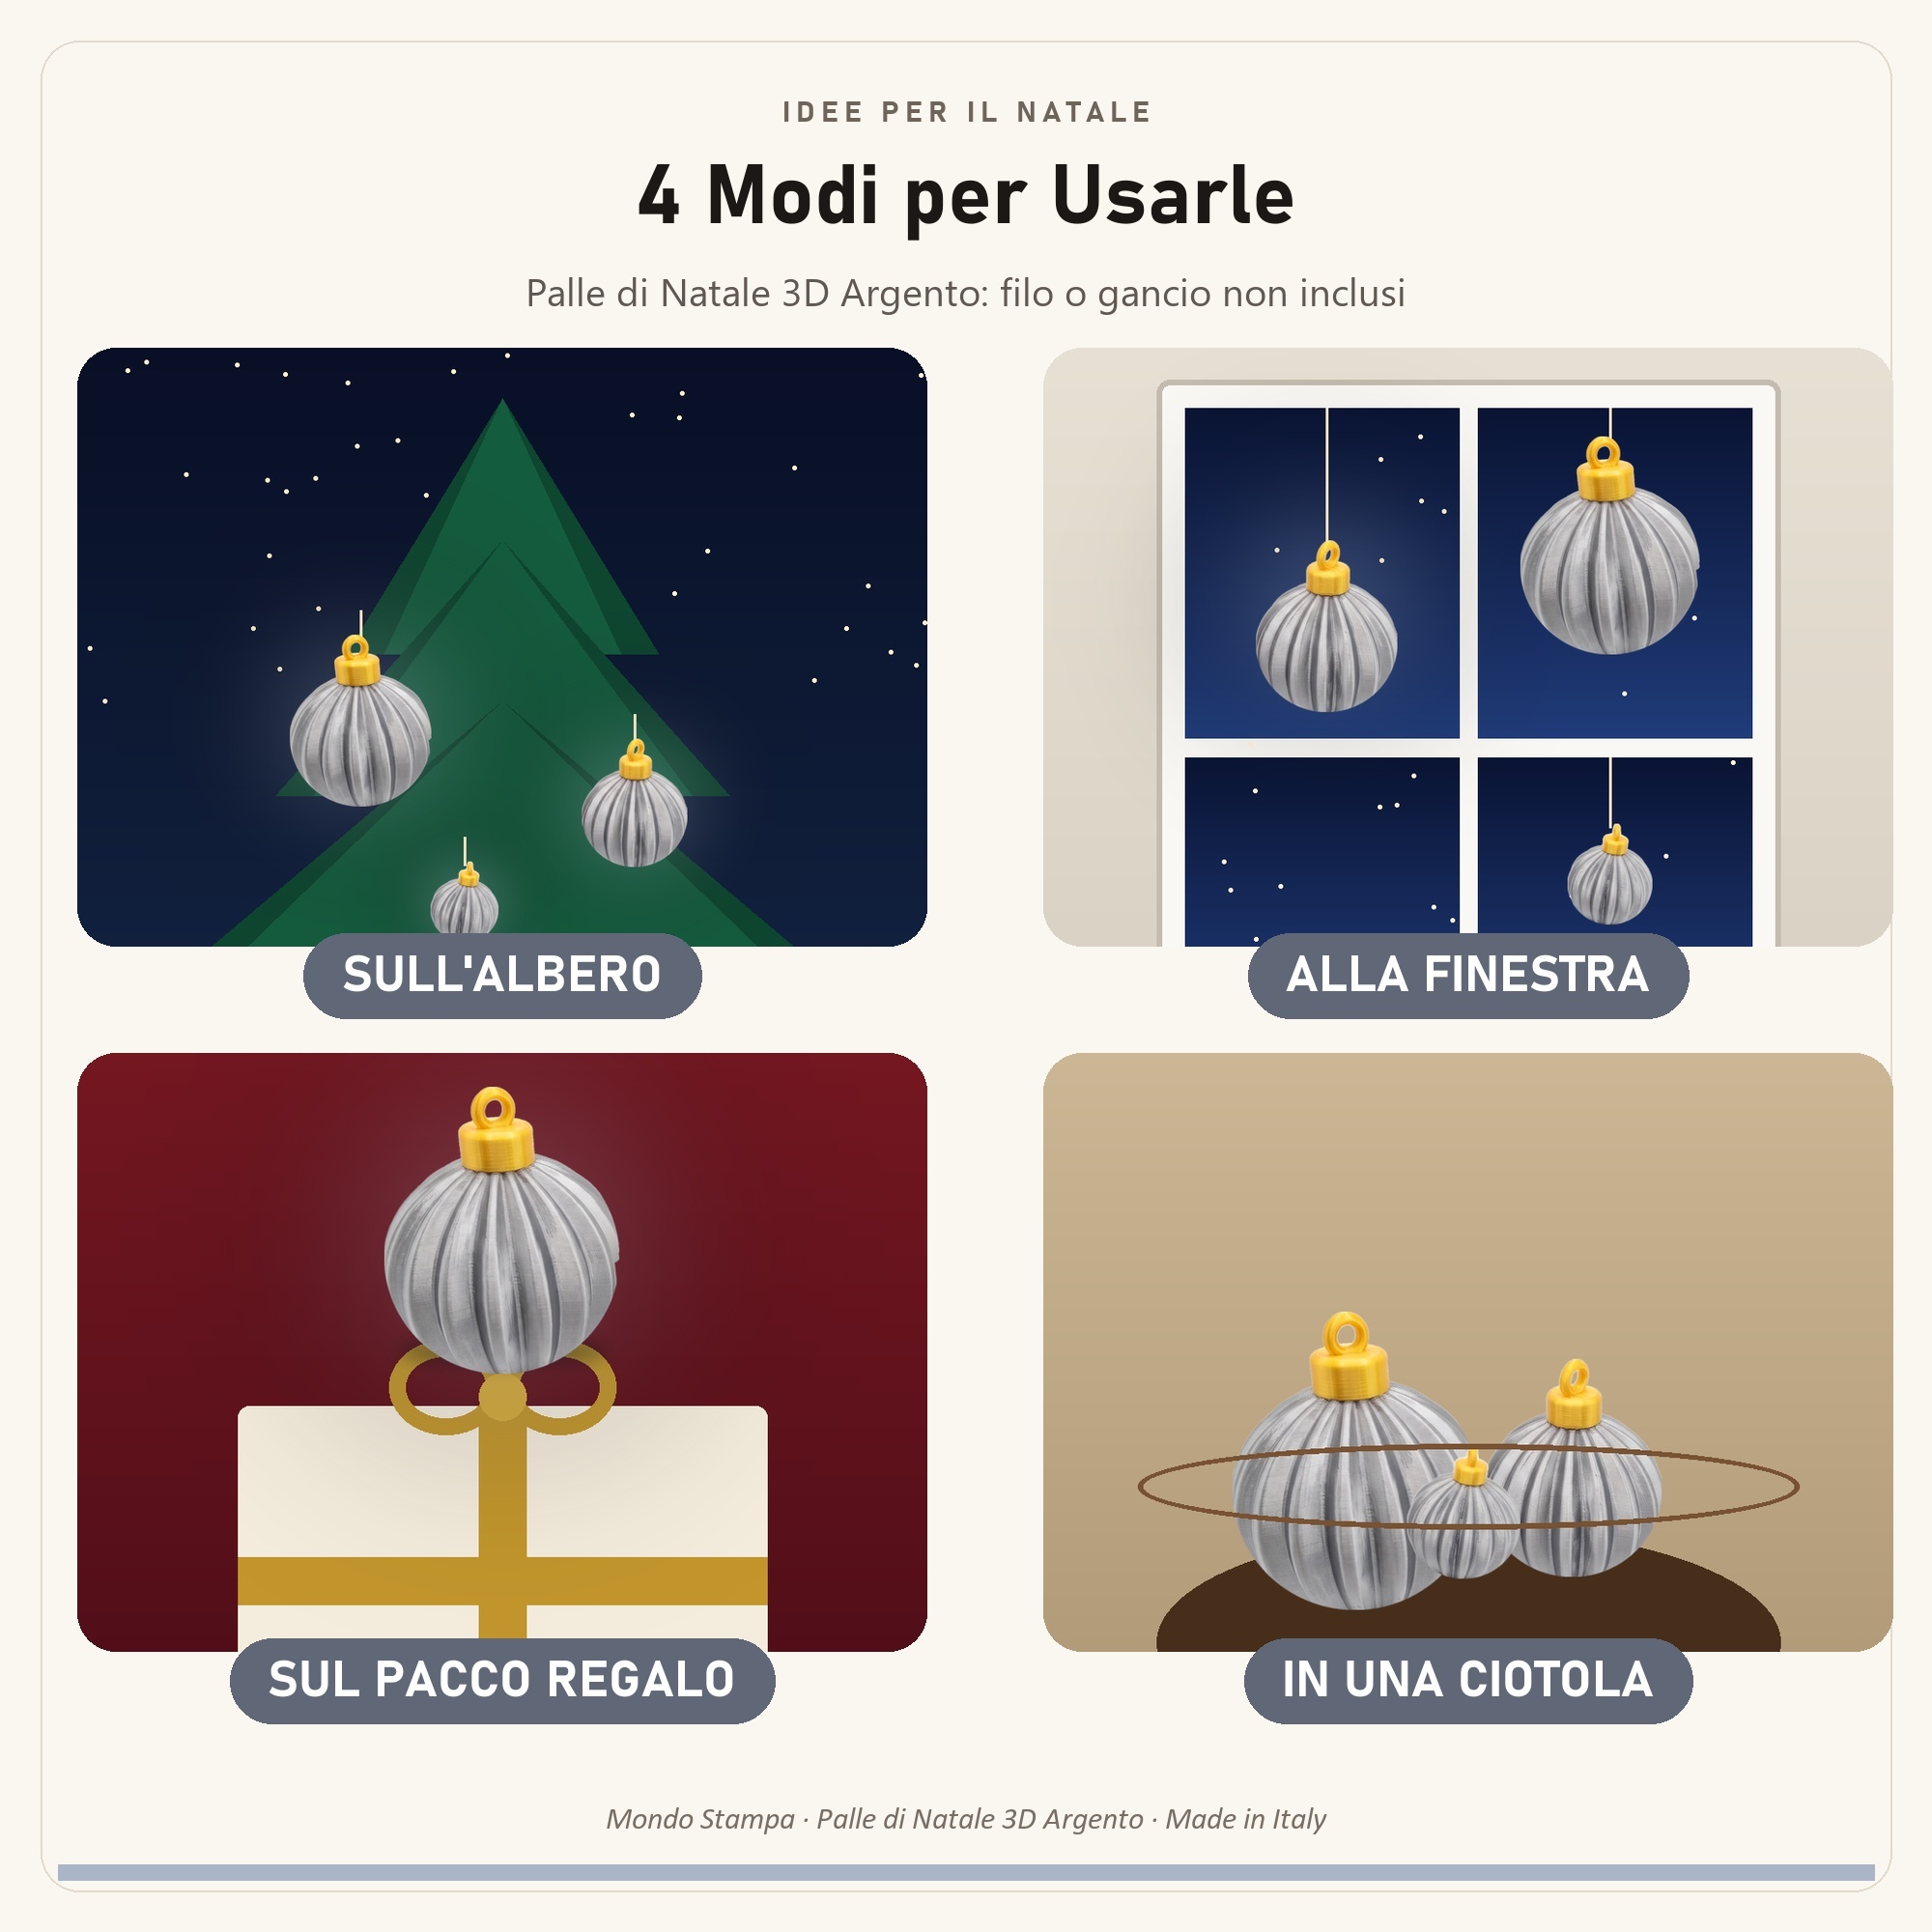 IDEE PER IL NATALE
4 Modi per Usarle
Palle di Natale 3D Argento: filo o gancio non inclusi
SULL'ALBERO
ALLA FINESTRA
SUL PACCO REGALO
IN UNA CIOTOLA
Mondo Stampa · Palle di Natale 3D Argento · Made in Italy